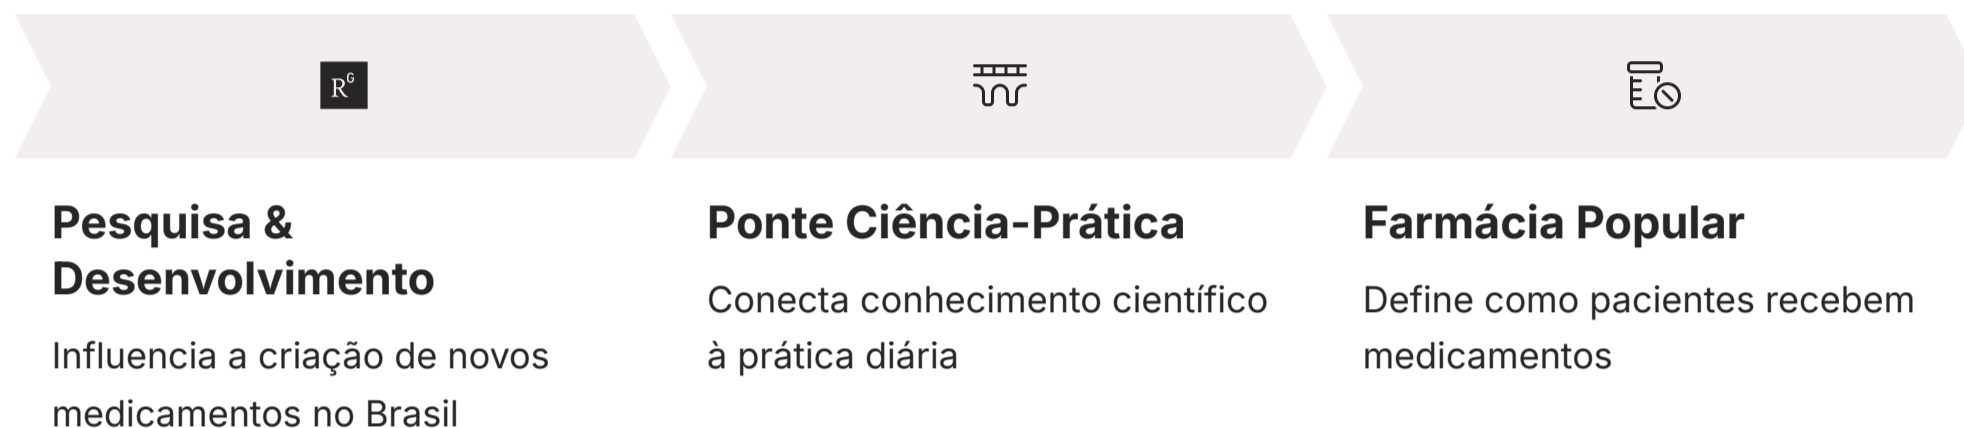 RG
Pesquisa &
Desenvolvimento
Influencia a criação de novos
medicamentos no Brasil
Ponte Ciência-Prática
Conecta conhecimento científico
à prática diária
Farmácia Popular
Define como pacientes recebem
medicamentos